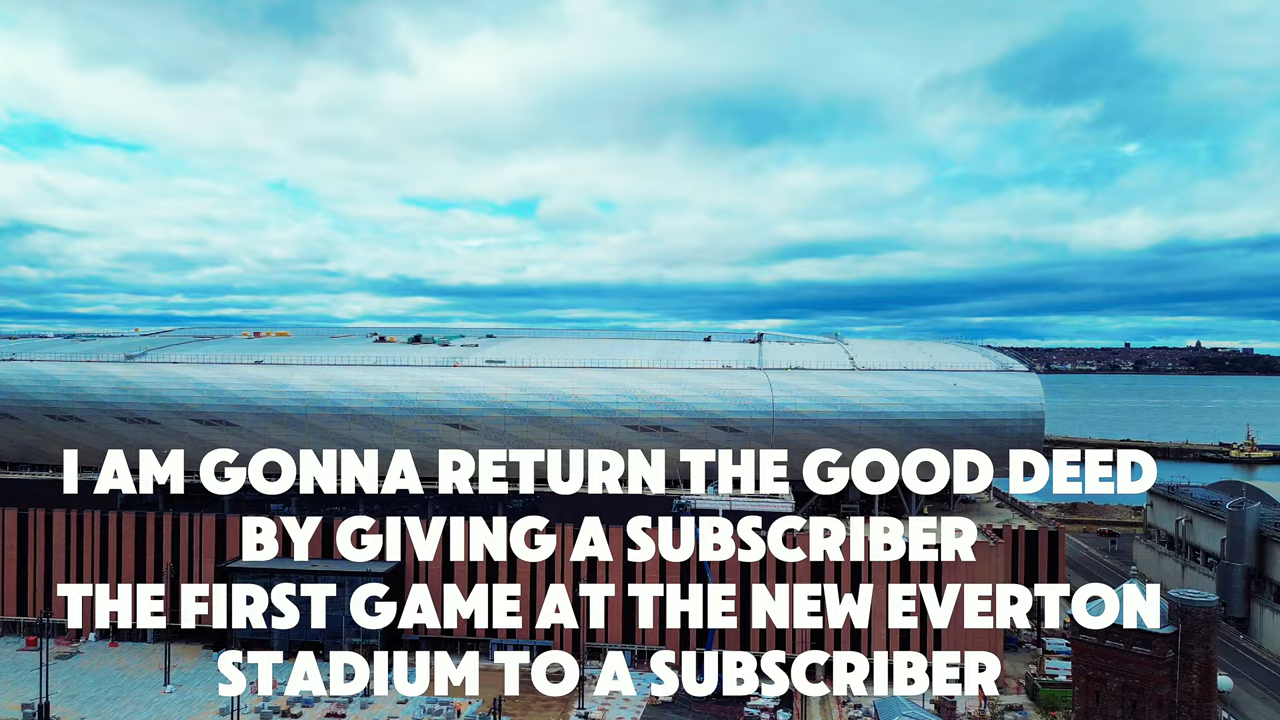 I AM GONNA RETURN THE GOOD DEED
BY GIVING A SUBSCRIBER
THE FIRST GAME AT THE NEW EVERTON
STADIUM TO A SUBSCRIBER